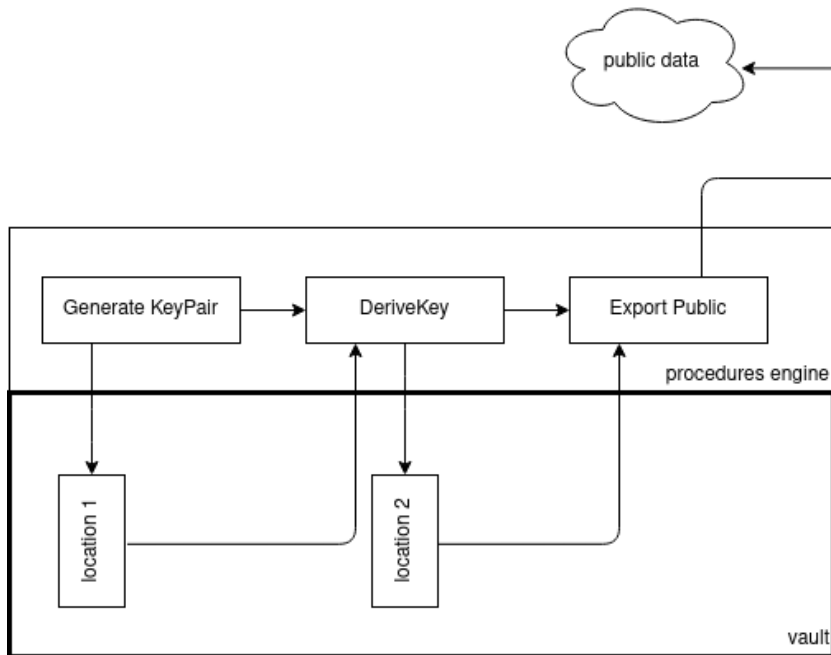 public data
Generate KeyPair
DeriveKey
Export Public
procedures engine
location 1
location 2
vault